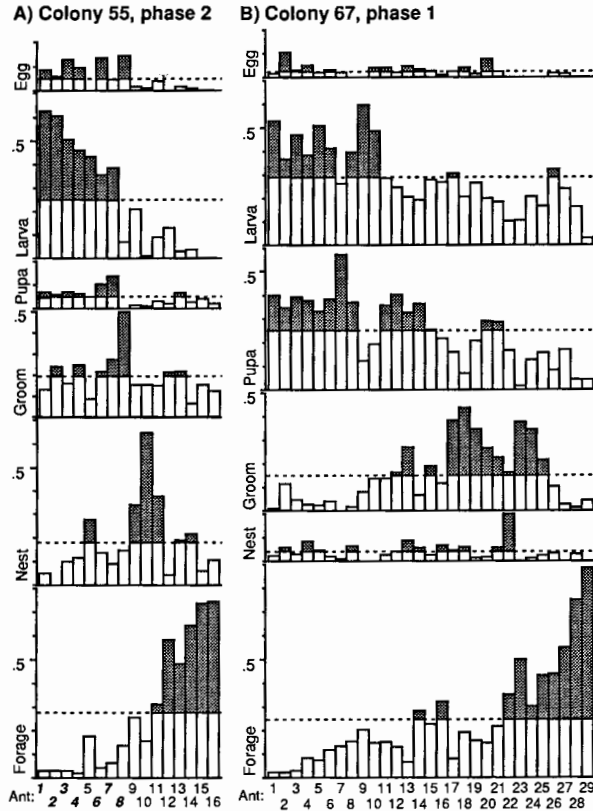 A) Colony 55, phase 2
B) Colony 67, phase 1
Egg
Larva
.5
Pupa
Groom
.5
Nest
.5
Forage
.5
Ant:
1 3 5 7 9 11 13 15
2 4 6 8 10 12 14 16
Egg
Larva
.5
Pupa
.5
Groom
.5
Nest
Forage
.5
Ant:
1 3 5 7 9 11 13 15 17 19 21 23 25 27 29
2 4 6 8 10 12 14 16 18 20 22 24 26 28